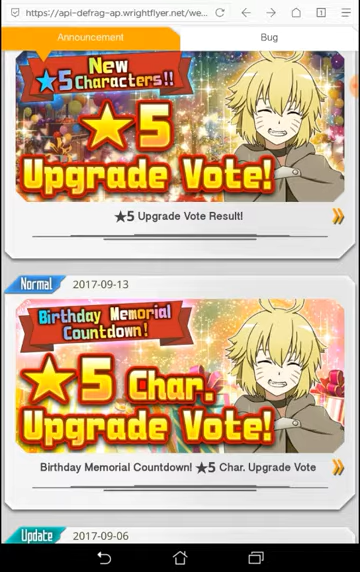 https://api-defrag-ap.wrightflyer.net/we...
1
Announcement
Bug
New
★5Characters!!
★5
Upgrade Vote!
★5 Upgrade Vote Result!
Normal 2017-09-13
Birthday Memorial
Countdown!
★5 Char.
Upgrade Vote!
Birthday Memorial Countdown! ★5 Char. Upgrade Vote
Update 2017-09-06